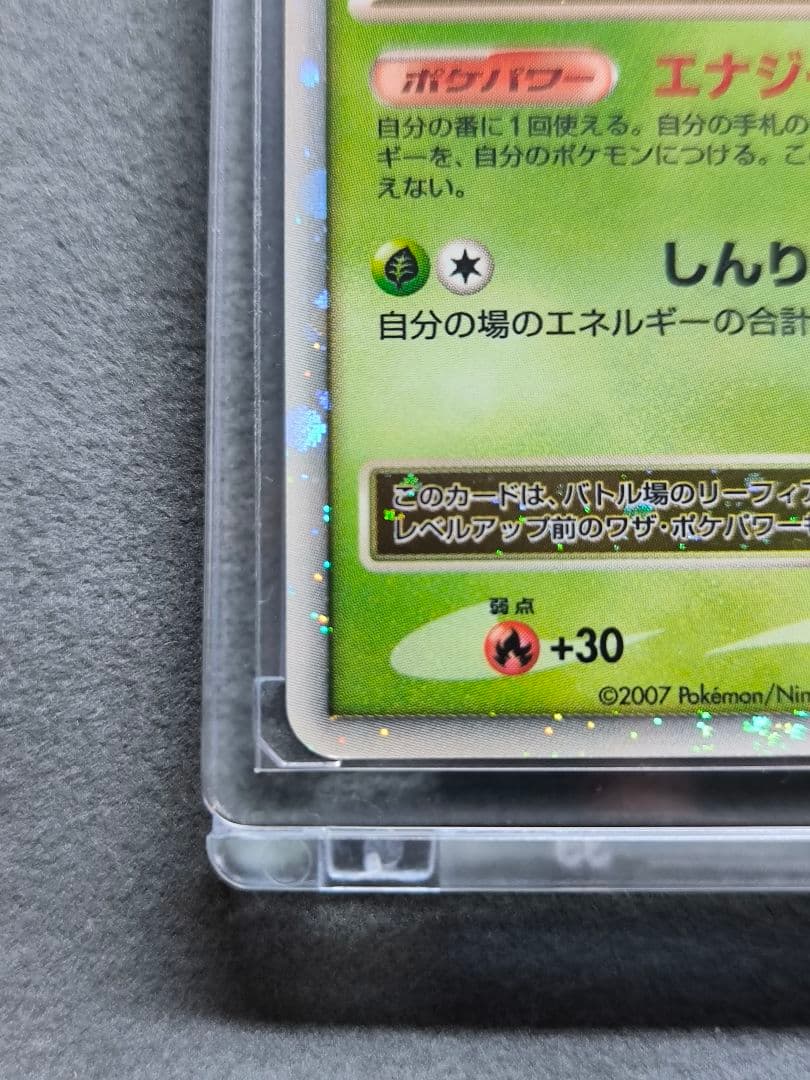 ポケパワー エナジ
自分の番に1回使える。自分の手札の
ギーを、自分のポケモンにつける。こ
えない。
しんり
自分の場のエネルギーの合計
このカードは、バトル場のリーフィア
レベルアップ前のワザ・ポケパワー
弱点
+30
©2007 Pokémon/Nin